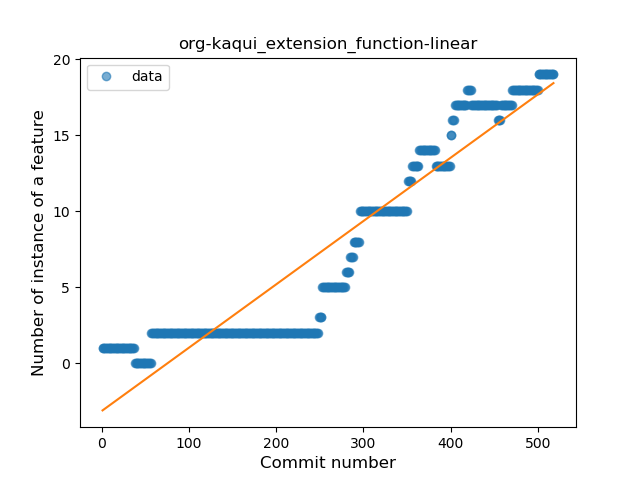 org-kaqui_extension_function-linear
data
Number of instance of a feature
20
15
10
5
0
0 100 200 300 400 500
Commit number